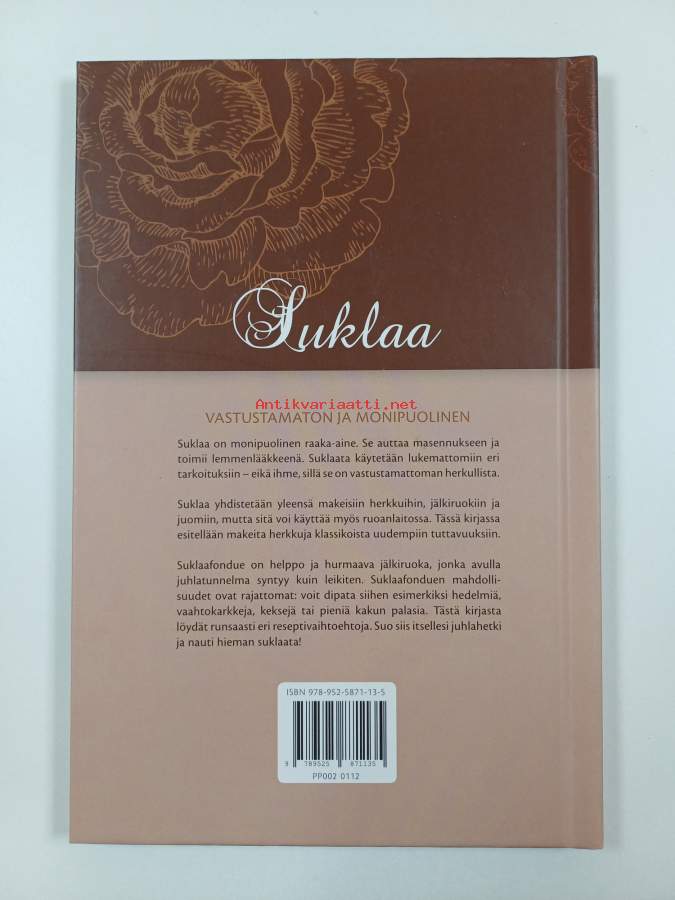 Suklaa
Antikvariaatti.net
VASTUSTAMATON JA MONIPUOLINEN
Suklaa on monipuolinen raaka-aine. Se auttaa masennukseen ja
toimii lemmenlääkkeenä. Suklaata käytetään lukemattomiin eri
tarkoituksiin – eikä ihme, sillä se on vastustamattoman herkullista.
Suklaa yhdistetään yleensä makeisiin herkkuihin, jälkiruokiin ja
juomiin, mutta sitä voi käyttää myös ruoanlaitossa. Tässä kirjassa
esitellään makeita herkkuja klassikoista uudempiin tuttavuuksiin.
Suklaafondue on helppo ja hurmaava jälkiruoka, jonka avulla
juhlatunnelma syntyy kuin leikiten. Suklaafonduen mahdolli-
suudet ovat rajattomat: voit dipata siihen esimerkiksi hedelmiä,
vaahtokarkkeja, keksejä tai pieniä kakun palasia. Tästä kirjasta
löydät runsaasti eri reseptivaihtoehtoja. Suo siis itsellesi juhlahetki
ja nauti hieman suklaata!
ISBN 978-952-5871-13-5
9 789525 871135
PP002 0112